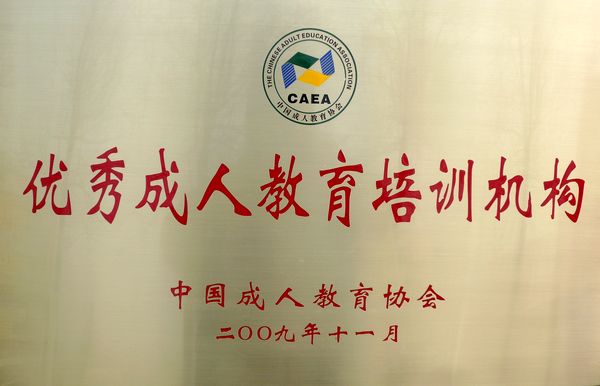 THE CHINESE ADULT EDUCATION ASSOCIATION
CAEA
中国成人教育协会
优秀成人教育培训机构
中国成人教育协会
二〇〇九年十一月